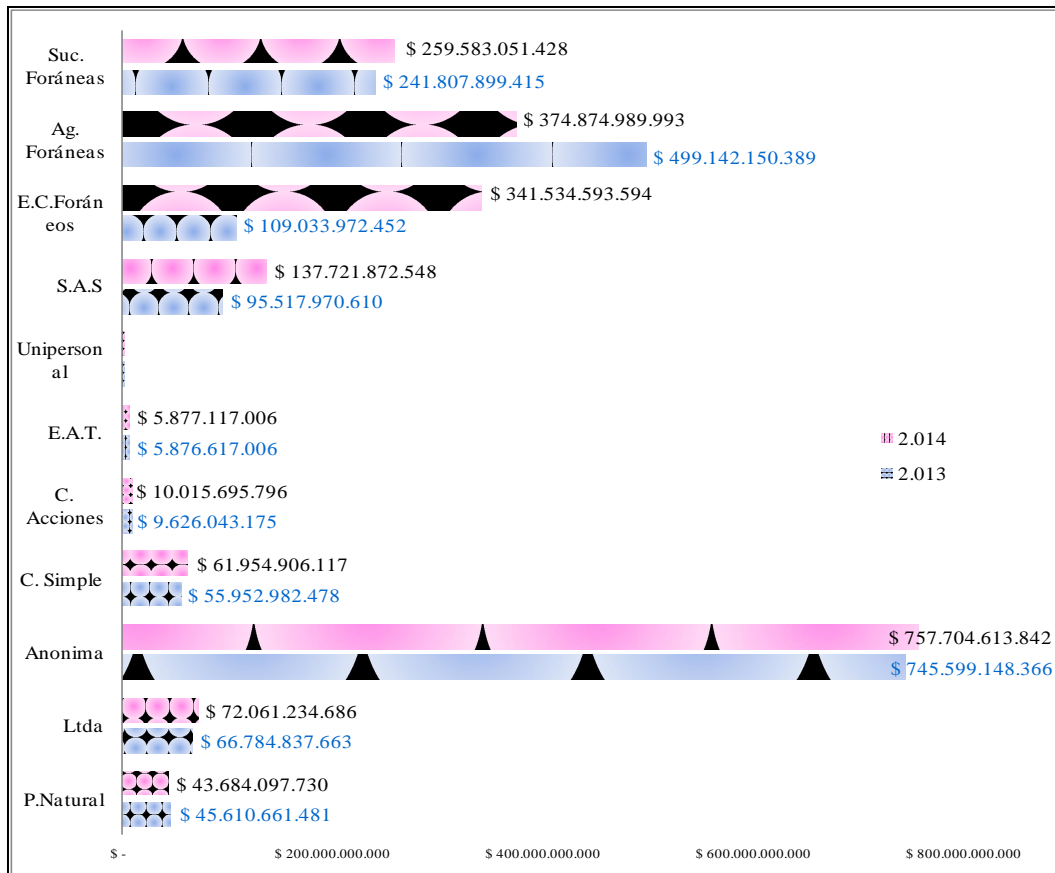 Suc.
Foráneas
$ 259.583.051.428
$ 241.807.899.415
Ag.
Foráneas
$ 374.874.989.993
$ 499.142.150.389
E.C.Forán
eos
$ 341.534.593.594
$ 109.033.972.452
S.A.S
$ 137.721.872.548
$ 95.517.970.610
Uniperson
al
E.A.T.
$ 5.877.117.006
$ 5.876.617.006
2.014
2.013
C.
Acciones
$ 10.015.695.796
$ 9.626.043.175
C. Simple
$ 61.954.906.117
$ 55.952.982.478
Anonima
$ 757.704.613.842
$ 745.599.148.366
Ltda
$ 72.061.234.686
$ 66.784.837.663
P.Natural
$ 43.684.097.730
$ 45.610.661.481
$ -
$ 200.000.000.000
$ 400.000.000.000
$ 600.000.000.000
$ 800.000.000.000